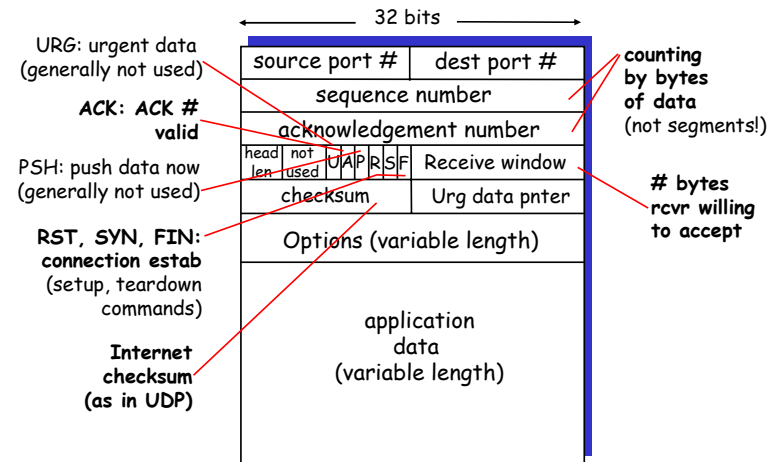 32 bits
URG: urgent data
(generally not used)
ACK: ACK #
valid
PSH: push data now
(generally not used)
RST, SYN, FIN:
connection estab
(setup, teardown
commands)
Internet
checksum
(as in UDP)
source port #
dest port #
sequence number
acknowledgement number
head
len
not
used
U A P R S F
Receive window
checksum
Urg data pnter
Options (variable length)
application
data
(variable length)
counting
by bytes
of data
(not segments!)
# bytes
rcvr willing
to accept